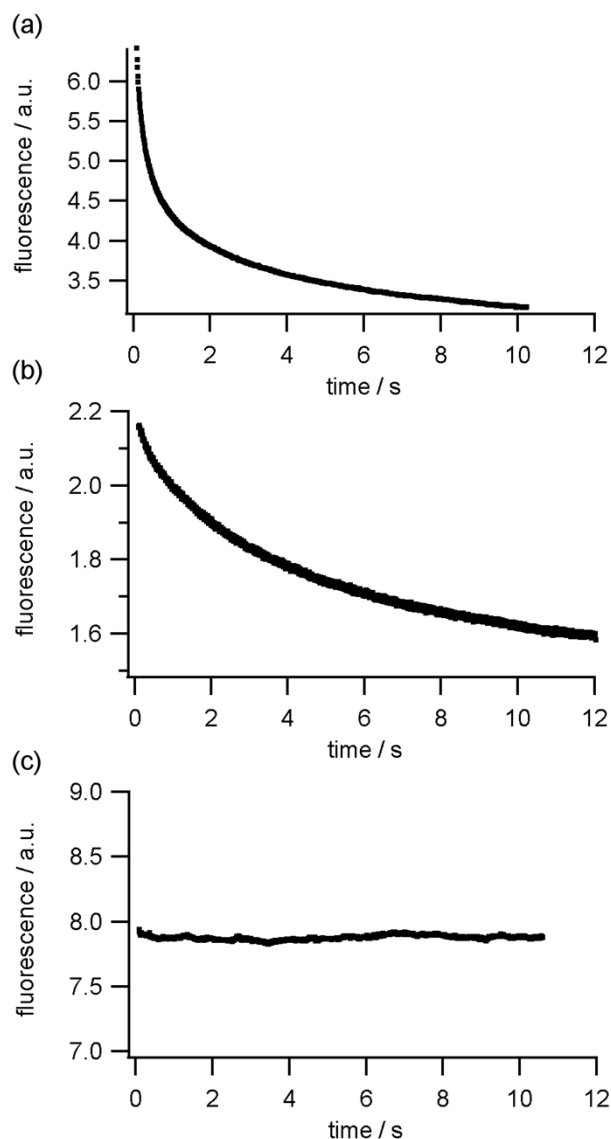 (a)
fluorescence / a.u.
6.0
5.5
5.0
4.5
4.0
3.5
0 2 4 6 8 10 12
time / s
(b)
fluorescence / a.u.
2.2
2.0
1.8
1.6
0 2 4 6 8 10 12
time / s
(c)
fluorescence / a.u.
9.0
8.5
8.0
7.5
7.0
0 2 4 6 8 10 12
time / s